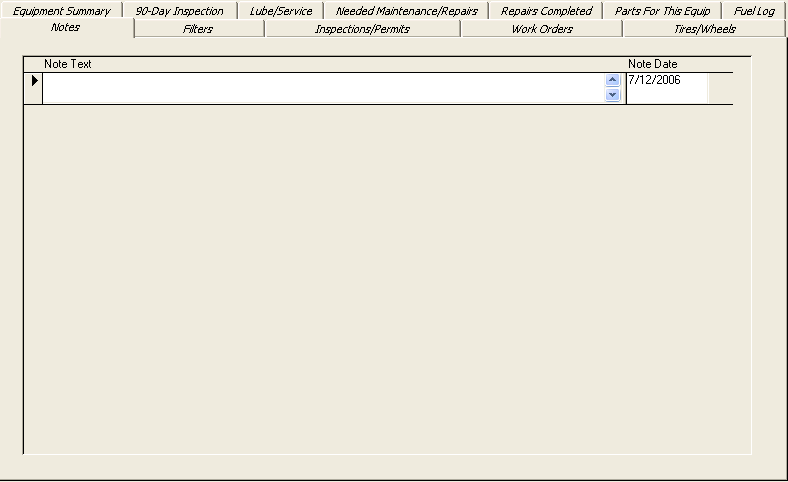 Equipment Summary 90-Day Inspection Lube/Service Needed Maintenance/Repairs Repairs Completed Parts For This Equip Fuel Log
Notes Filters Inspections/Permits Work Orders Tires/Wheels
Note Text Note Date
7/12/2006